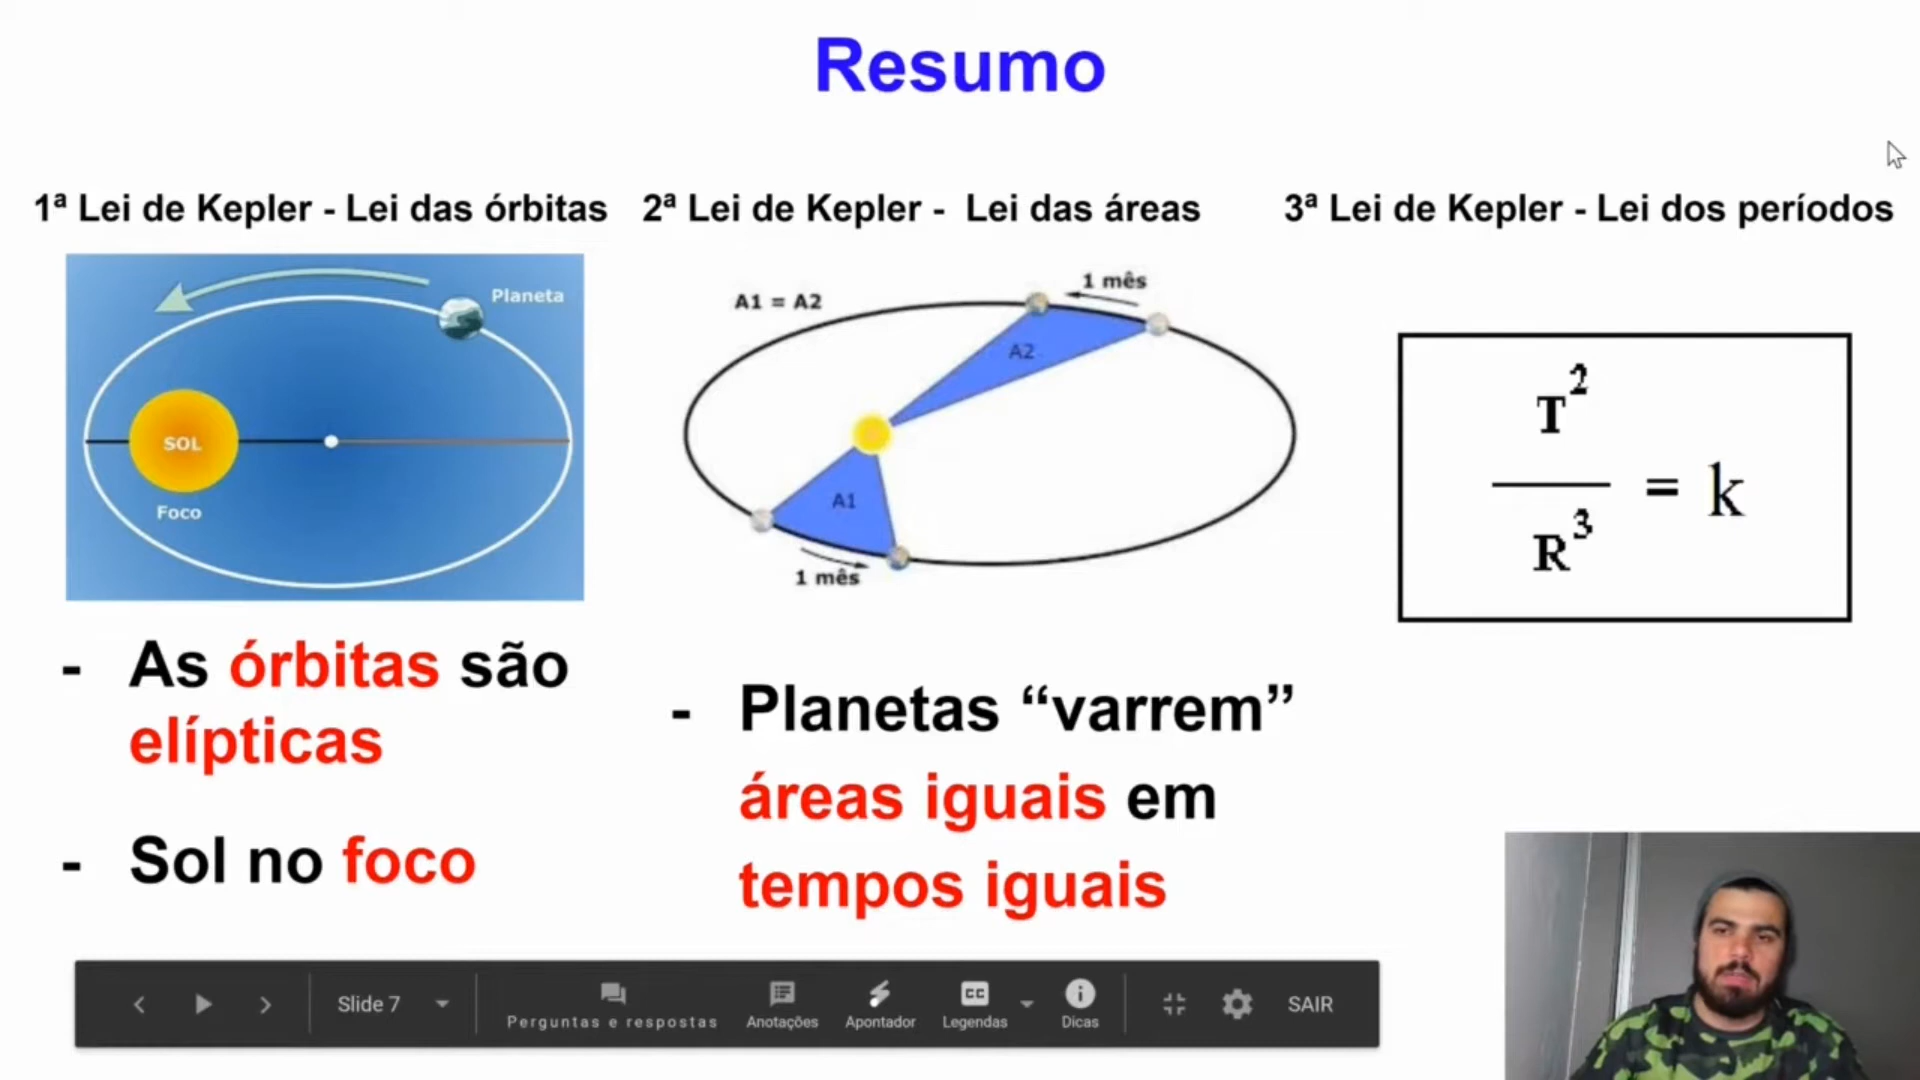 Resumo
1ª Lei de Kepler - Lei das órbitas
2ª Lei de Kepler - Lei das áreas
3ª Lei de Kepler - Lei dos períodos
Planeta
SOL
Foco
A1 = A2
1 mês
A2
A1
1 mês
T²
R³
= k
- As órbitas são
elípticas
- Sol no foco
- Planetas “varrem”
áreas iguais em
tempos iguais
Slide 7
Perguntas e respostas
Anotações
Apontador
CC
Legendas
Dicas
SAIR